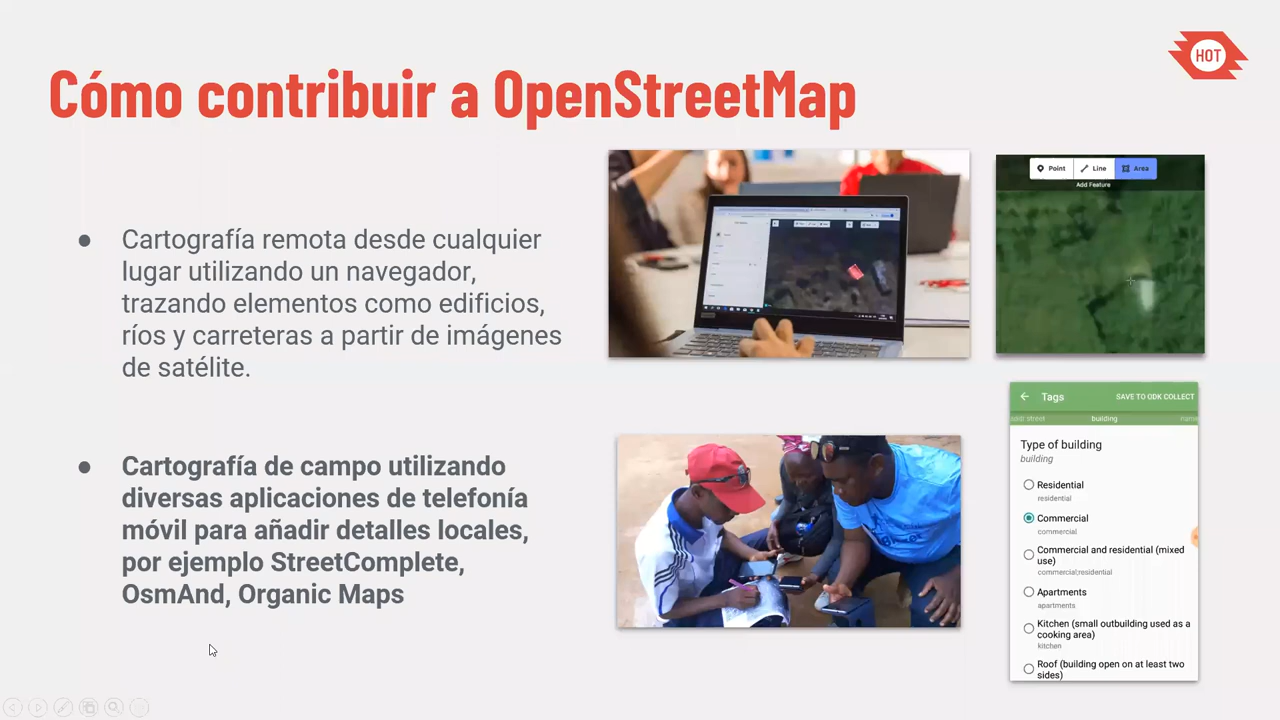 HOT
Cómo contribuir a OpenStreetMap
Cartografía remota desde cualquier
lugar utilizando un navegador,
trazando elementos como edificios,
ríos y carreteras a partir de imágenes
de satélite.
Cartografía de campo utilizando
diversas aplicaciones de telefonía
móvil para añadir detalles locales,
por ejemplo StreetComplete,
OsmAnd, Organic Maps
Point Line Area
Add Feature
Tags SAVE TO ODK COLLECT
street building name
Type of building
building
Residential
residential
Commercial
commercial
Commercial and residential (mixed
use)
commercial;residential
Apartments
apartments
Kitchen (small outbuilding used as a
cooking area)
kitchen
Roof (building open on at least two
sides)